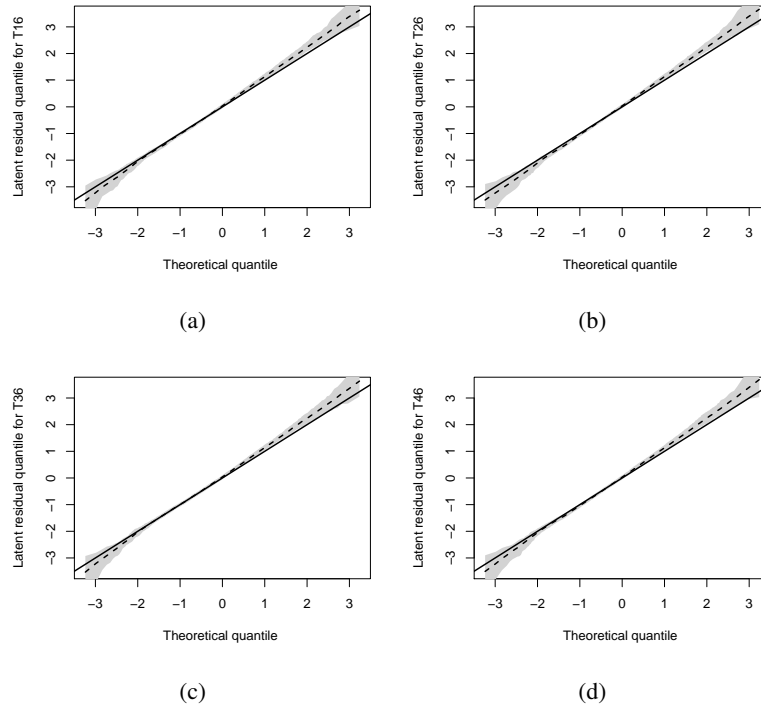 Latent residual quantile for T16
3
2
1
0
−1
−2
−3
−3 −2 −1 0 1 2 3
Theoretical quantile
(a)
Latent residual quantile for T26
3
2
1
0
−1
−2
−3
−3 −2 −1 0 1 2 3
Theoretical quantile
(b)
Latent residual quantile for T36
3
2
1
0
−1
−2
−3
−3 −2 −1 0 1 2 3
Theoretical quantile
(c)
Latent residual quantile for T46
3
2
1
0
−1
−2
−3
−3 −2 −1 0 1 2 3
Theoretical quantile
(d)